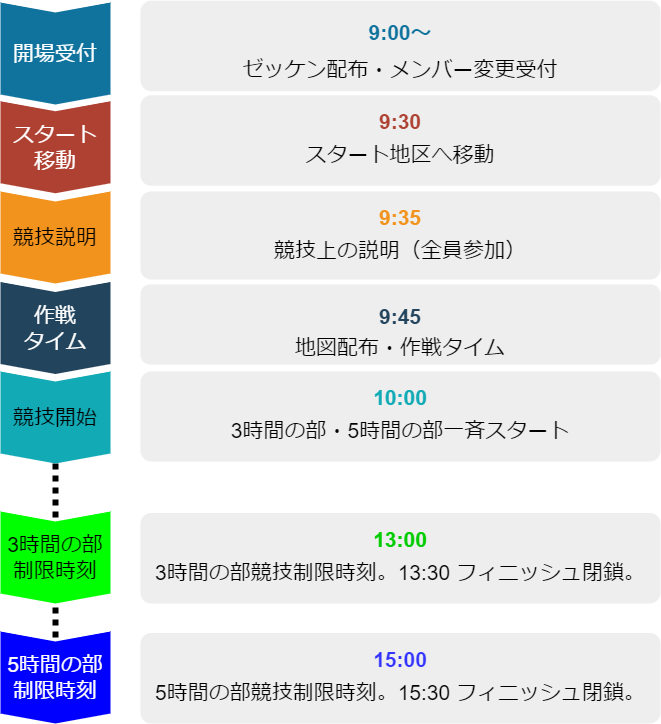 開場受付
9:00～
ゼッケン配布・メンバー変更受付
スタート
移動
9:30
スタート地区へ移動
競技説明
9:35
競技上の説明（全員参加）
作戦
タイム
9:45
地図配布・作戦タイム
競技開始
10:00
3時間の部・5時間の部一斉スタート
3時間の部
制限時刻
13:00
3時間の部競技制限時刻。13:30 フィニッシュ閉鎖。
5時間の部
制限時刻
15:00
5時間の部競技制限時刻。15:30 フィニッシュ閉鎖。